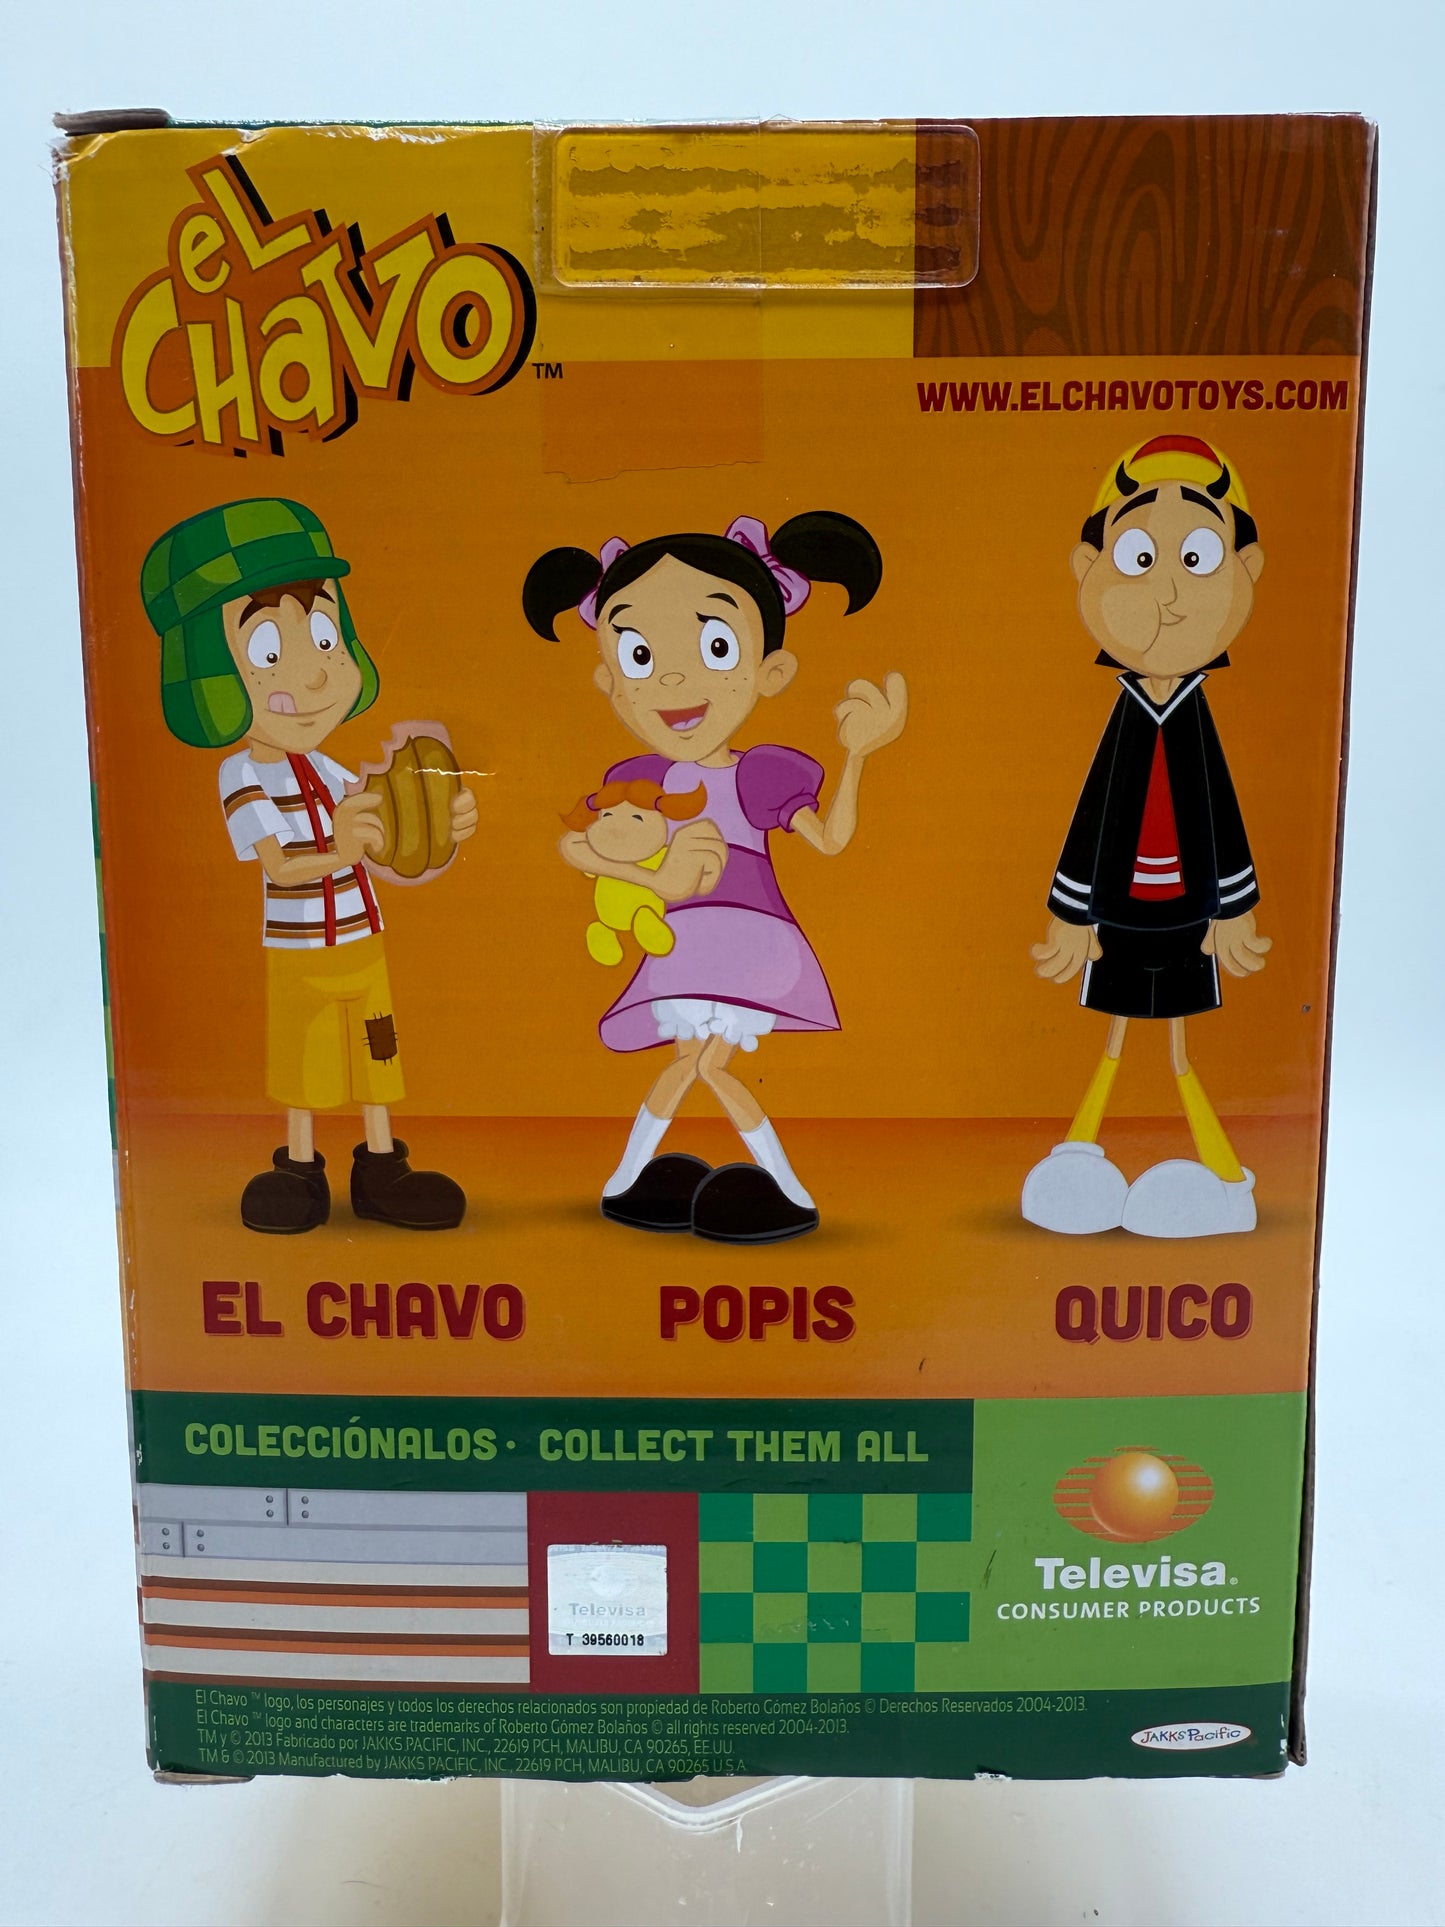 eL
CHaVO
TM
WWW.ELCHAVOTOYS.COM
EL CHAVO
POPIS
QUICO
COLECCIÓNALOS · COLLECT THEM ALL
Televisa®
CONSUMER PRODUCTS
Televisa
T 39560018
El Chavo ™ logo, los personajes y todos los derechos relacionados son propiedad de Roberto Gómez Bolaños © Derechos Reservados 2004-2013.
El Chavo ™ logo and characters are trademarks of Roberto Gómez Bolaños © all rights reserved 2004-2013.
TM y © 2013 Fabricado por JAKKS PACIFIC, INC., 22619 PCH, MALIBU, CA 90265, EE.UU.
TM & © 2013 Manufactured by JAKKS PACIFIC, INC., 22619 PCH, MALIBU, CA 90265 U.S.A.
JAKKS Pacific